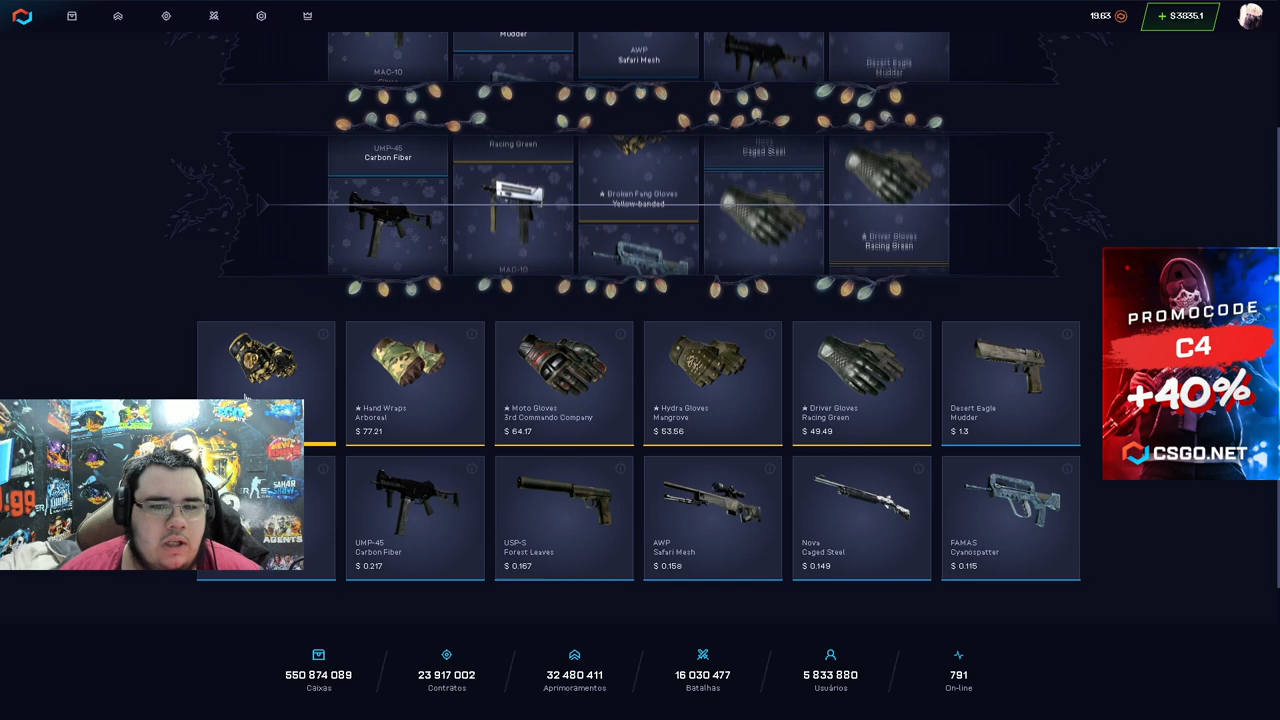 19.63
+ $3835.1
Mudder
MAC-10
AWP
Safari Mesh
Desert Eagle
Mudder
UMP-45
Carbon Fiber
Racing Green
★ Broken Fang Gloves
Yellow-banded
Nova
Caged Steel
★ Driver Gloves
Racing Green
MAC-10
PROMOCODE
C4
+40%
CSGO.NET
★ Hand Wraps
Arboreal
$ 77.21
★ Moto Gloves
3rd Commando Company
$ 64.17
★ Hydra Gloves
Mangrove
$ 53.56
★ Driver Gloves
Racing Green
$ 49.49
Desert Eagle
Mudder
$ 1.3
UMP-45
Carbon Fiber
$ 0.217
USP-S
Forest Leaves
$ 0.167
AWP
Safari Mesh
$ 0.158
Nova
Caged Steel
$ 0.149
FAMAS
Cyanospatter
$ 0.115
AGENTS
550 874 089
Caixas
23 917 002
Contratos
32 480 411
Aprimoramentos
16 030 477
Batalhas
5 833 880
Usuários
791
On-line